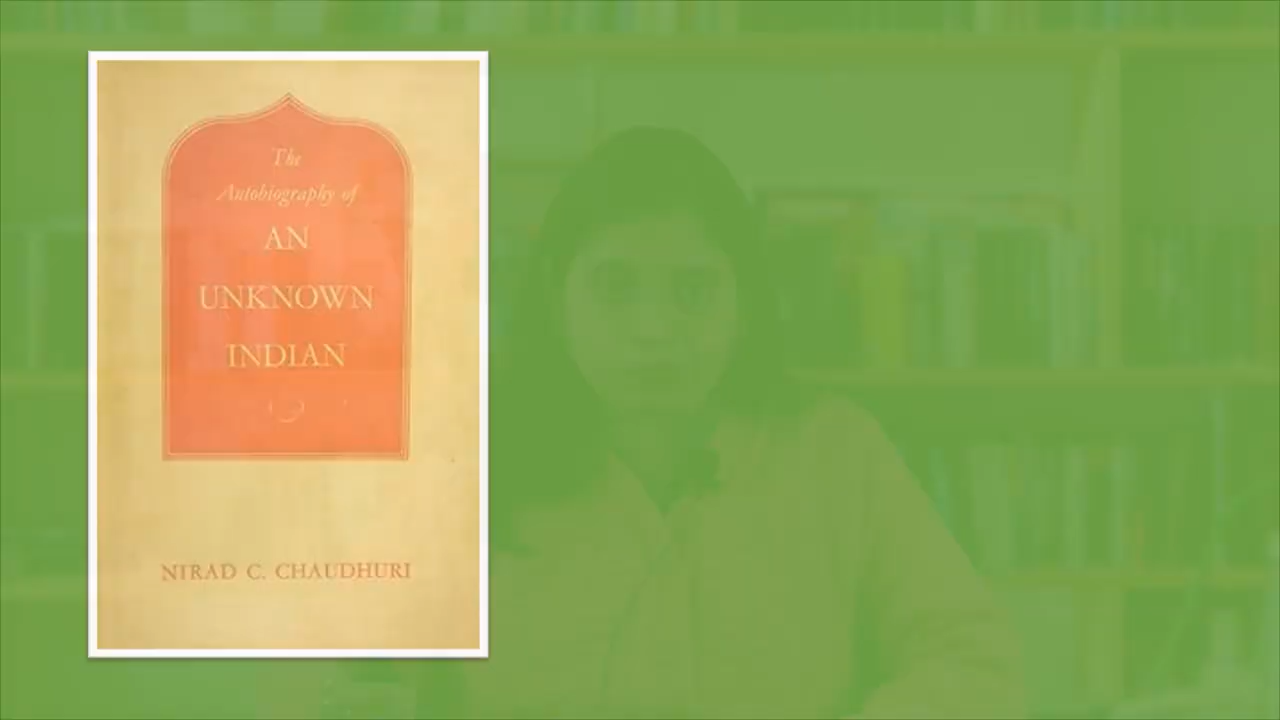 The
Autobiography of
AN
UNKNOWN
INDIAN
NIRAD C. CHAUDHURI